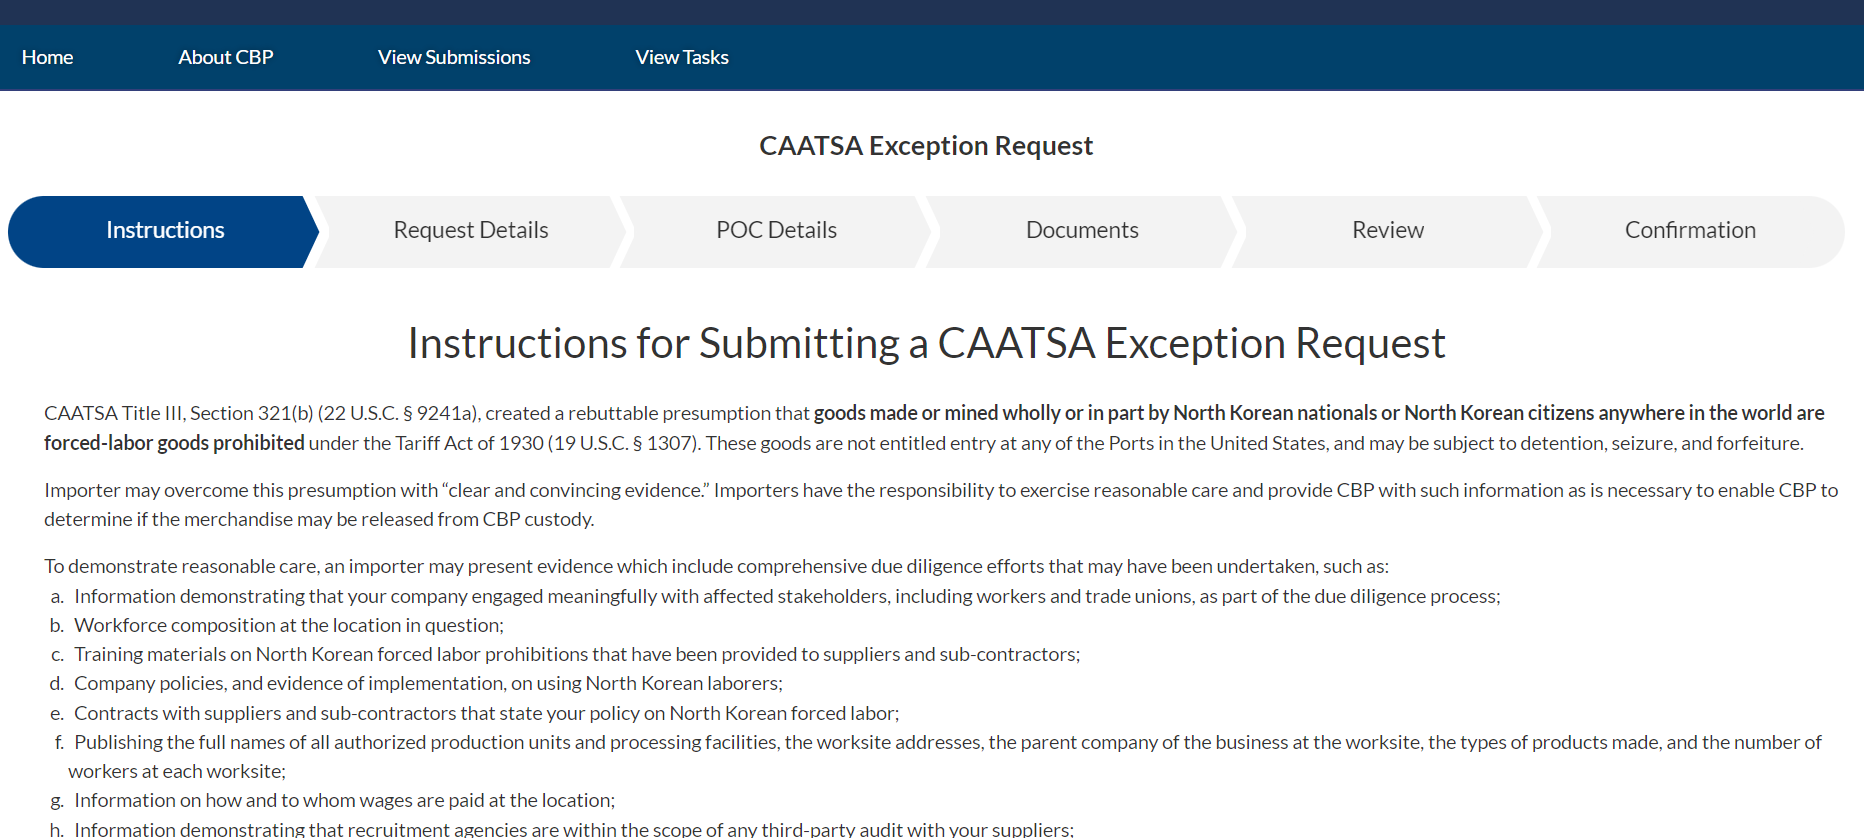 Home About CBP View Submissions View Tasks
CAATSA Exception Request
Instructions Request Details POC Details Documents Review Confirmation
Instructions for Submitting a CAATSA Exception Request
CAATSA Title III, Section 321(b) (22 U.S.C. § 9241a), created a rebuttable presumption that goods made or mined wholly or in part by North Korean nationals or North Korean citizens anywhere in the world are
forced-labor goods prohibited under the Tariff Act of 1930 (19 U.S.C. § 1307). These goods are not entitled entry at any of the Ports in the United States, and may be subject to detention, seizure, and forfeiture.
Importer may overcome this presumption with “clear and convincing evidence.” Importers have the responsibility to exercise reasonable care and provide CBP with such information as is necessary to enable CBP to
determine if the merchandise may be released from CBP custody.
To demonstrate reasonable care, an importer may present evidence which include comprehensive due diligence efforts that may have been undertaken, such as:
a. Information demonstrating that your company engaged meaningfully with affected stakeholders, including workers and trade unions, as part of the due diligence process;
b. Workforce composition at the location in question;
c. Training materials on North Korean forced labor prohibitions that have been provided to suppliers and sub-contractors;
d. Company policies, and evidence of implementation, on using North Korean laborers;
e. Contracts with suppliers and sub-contractors that state your policy on North Korean forced labor;
f. Publishing the full names of all authorized production units and processing facilities, the worksite addresses, the parent company of the business at the worksite, the types of products made, and the number of
workers at each worksite;
g. Information on how and to whom wages are paid at the location;
h. Information demonstrating that recruitment agencies are within the scope of any third-party audit with your suppliers;